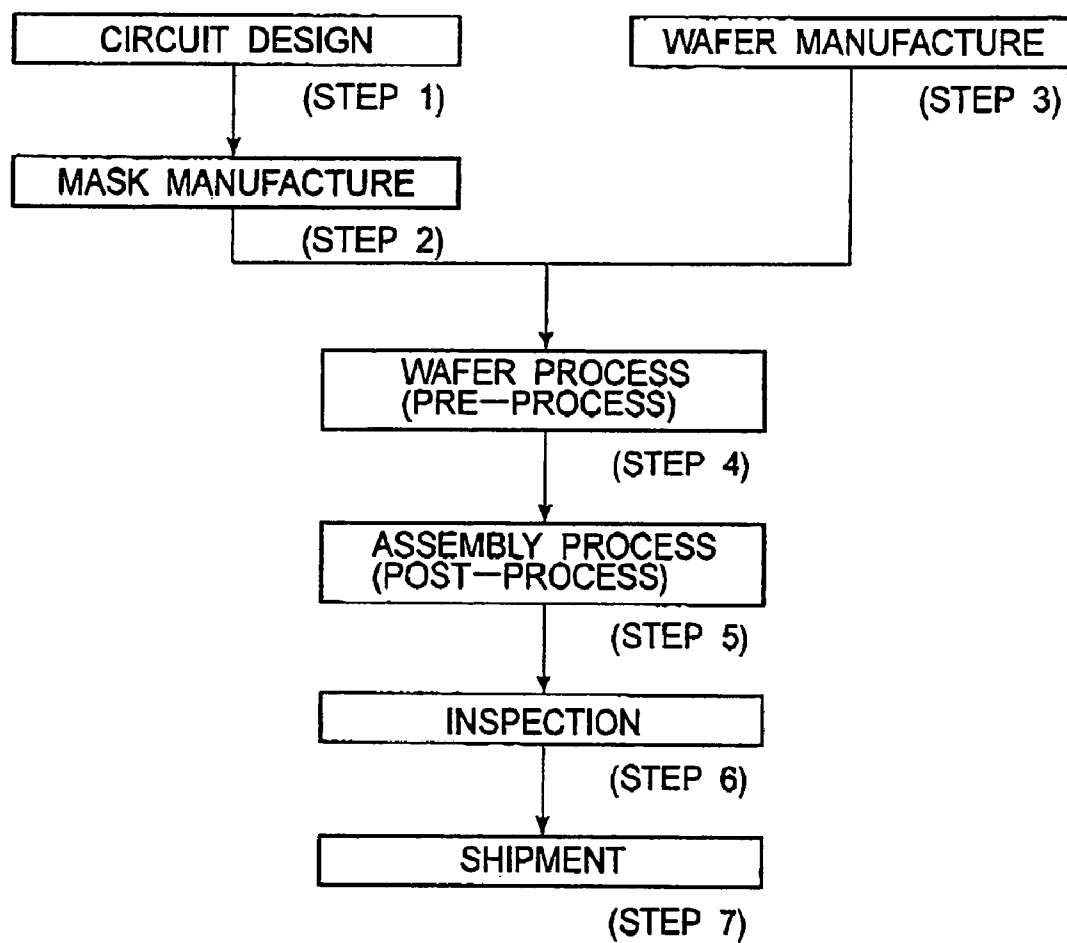 CIRCUIT DESIGN
(STEP 1)
WAFER MANUFACTURE
(STEP 3)
MASK MANUFACTURE
(STEP 2)
WAFER PROCESS
(PRE—PROCESS)
(STEP 4)
ASSEMBLY PROCESS
(POST—PROCESS)
(STEP 5)
INSPECTION
(STEP 6)
SHIPMENT
(STEP 7)